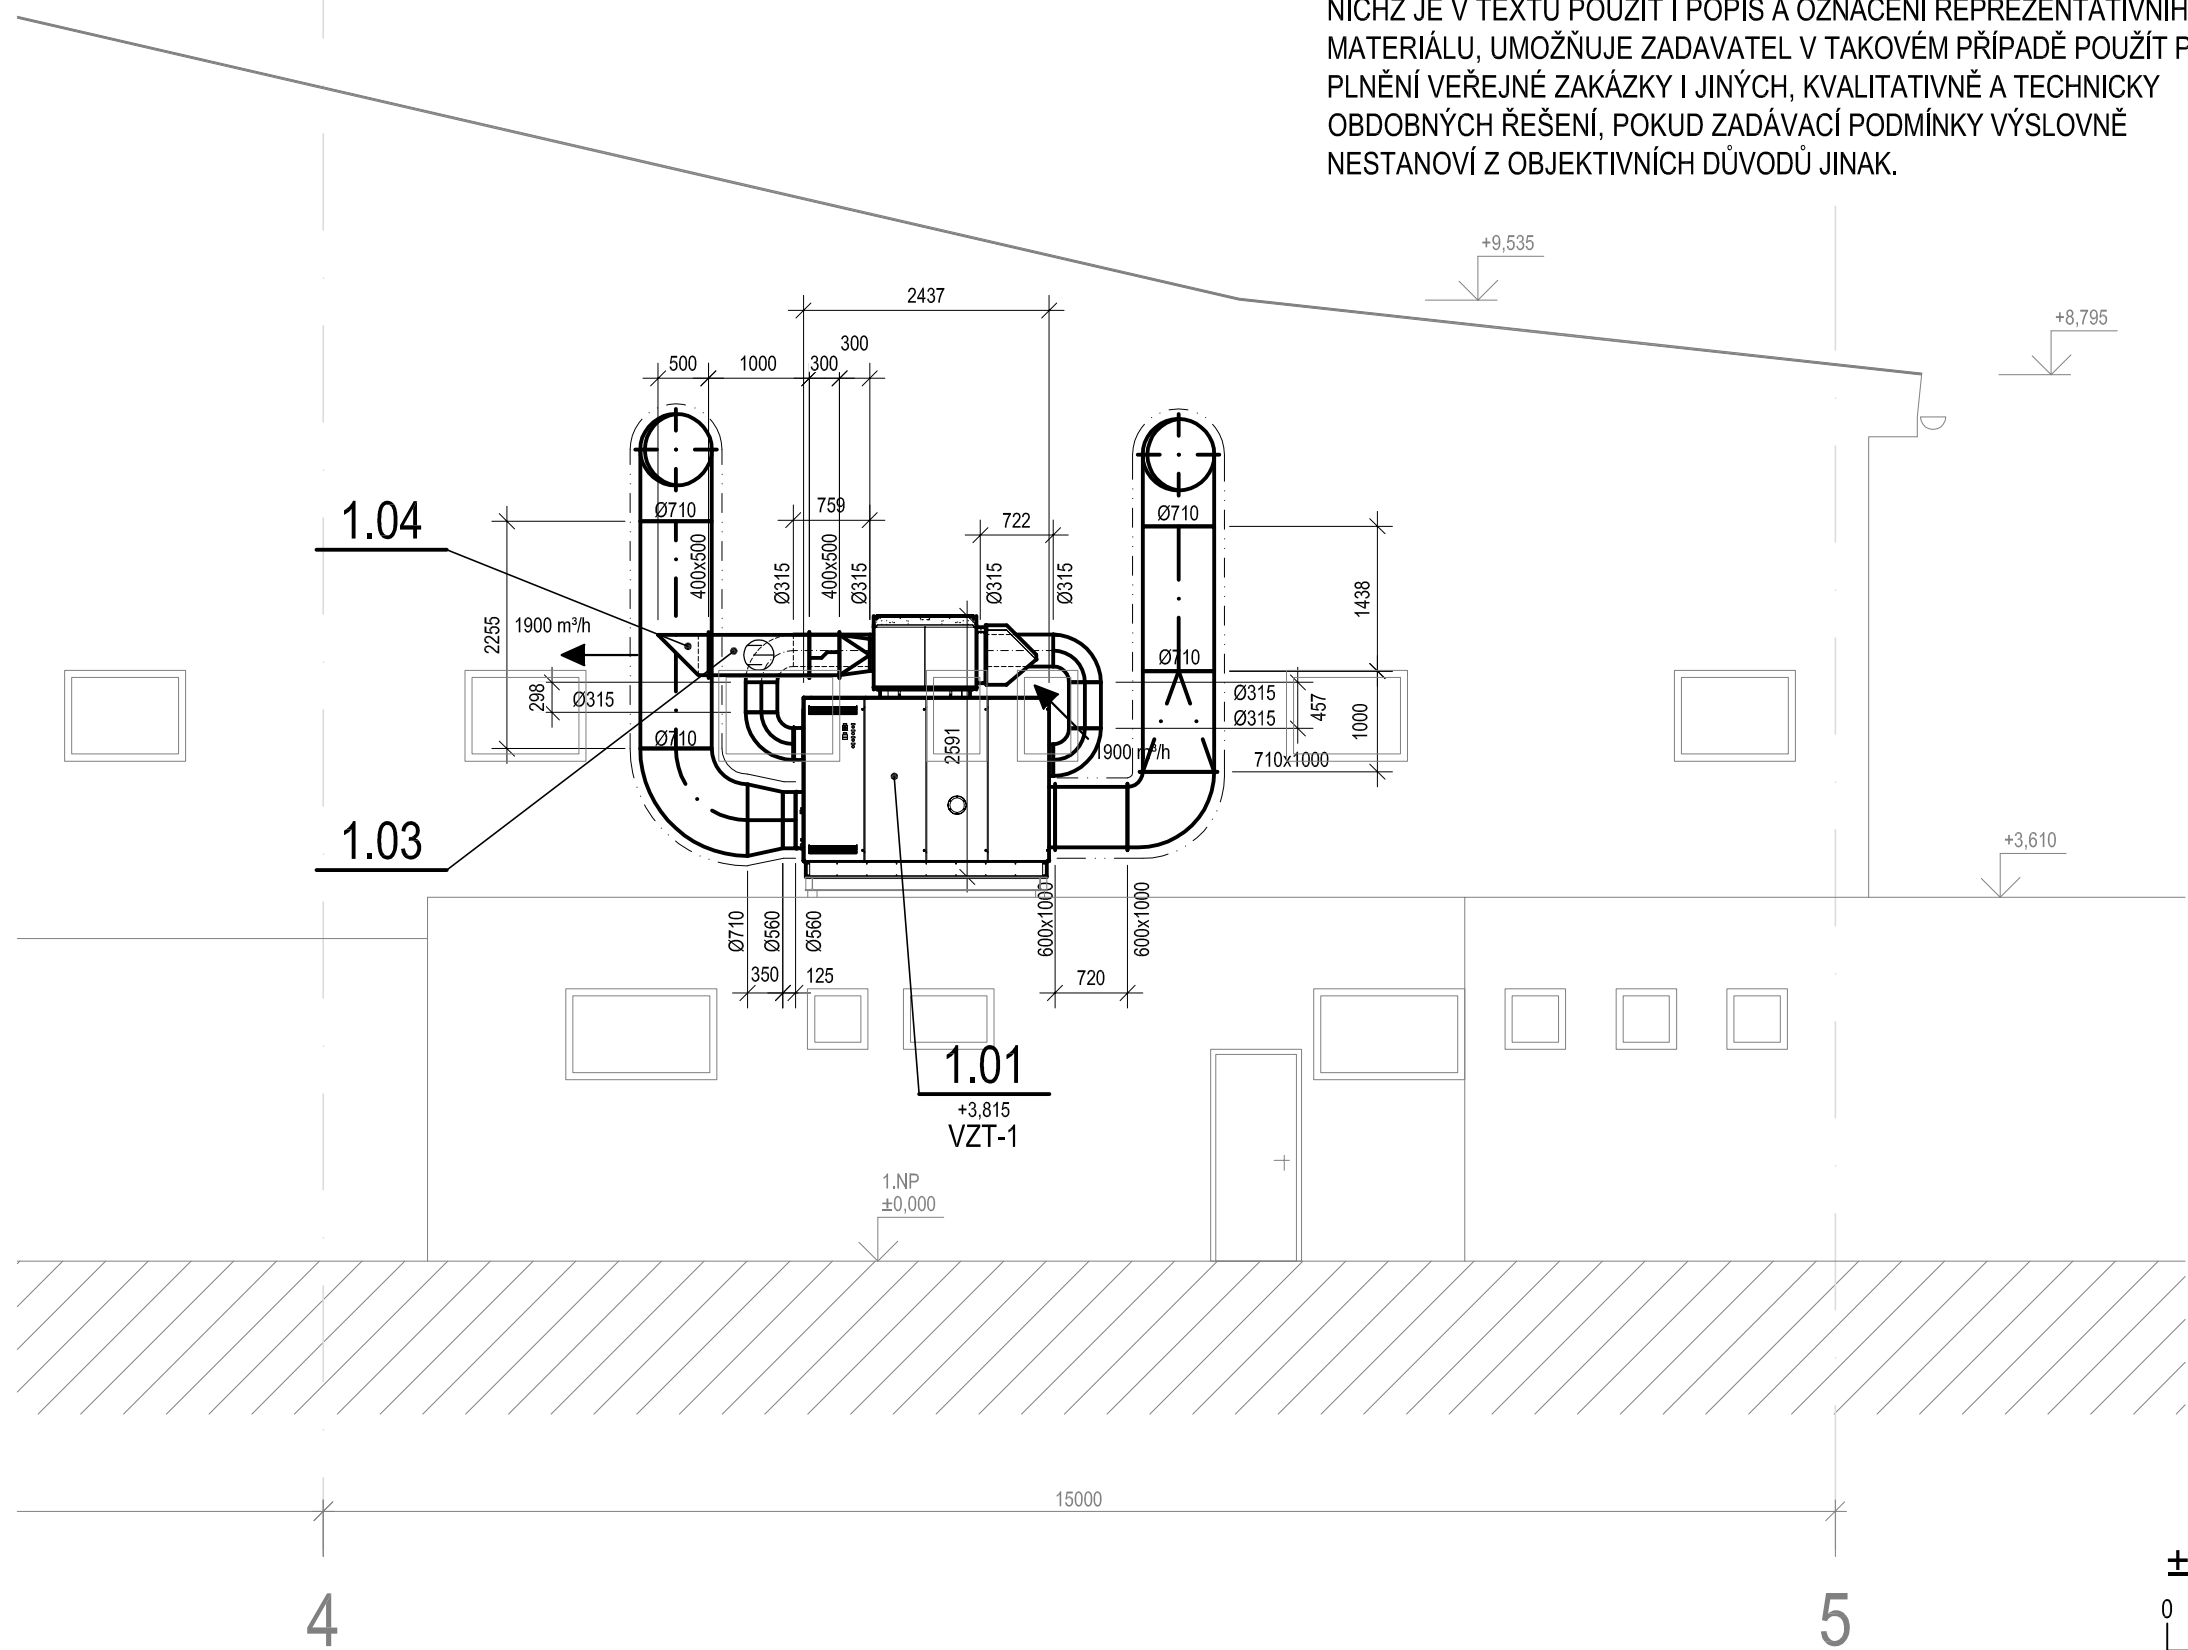 NICHŽ JE V TEXTU POUŽIT I POPIS A OZNAČENÍ
MATERIÁLU, UMOŽŇUJE ZADAVATEL V TAKOVÉM PŘÍPADĚ POUŽÍT
PLNĚNÍ VEŘEJNÉ ZAKÁZKY I JINÝCH, KVALITATIVNĚ A TECHNICKY
OBDOBNÝCH ŘEŠENÍ, POKUD ZADÁVACÍ PODMÍNKY VÝSLOVNĚ
NESTANOVÍ Z OBJEKTIVNÍCH DŮVODŮ JINAK.
+9,535
+8,795
2437
300
500
1000
300
759
722
Ø710
Ø710
1.04
400x500
Ø315
400x500
Ø315
Ø315
Ø315
1438
2255
1900 m³/h
Ø710
298
Ø315
Ø315
Ø315
457
1000
Ø710
2591
1900 m³/h
710x1000
1.03
+3,610
Ø710
Ø560
Ø560
600x1000
600x1000
350
125
720
1.01
+3,815
VZT-1
1.NP
±0,000
15000
4
5
±
0